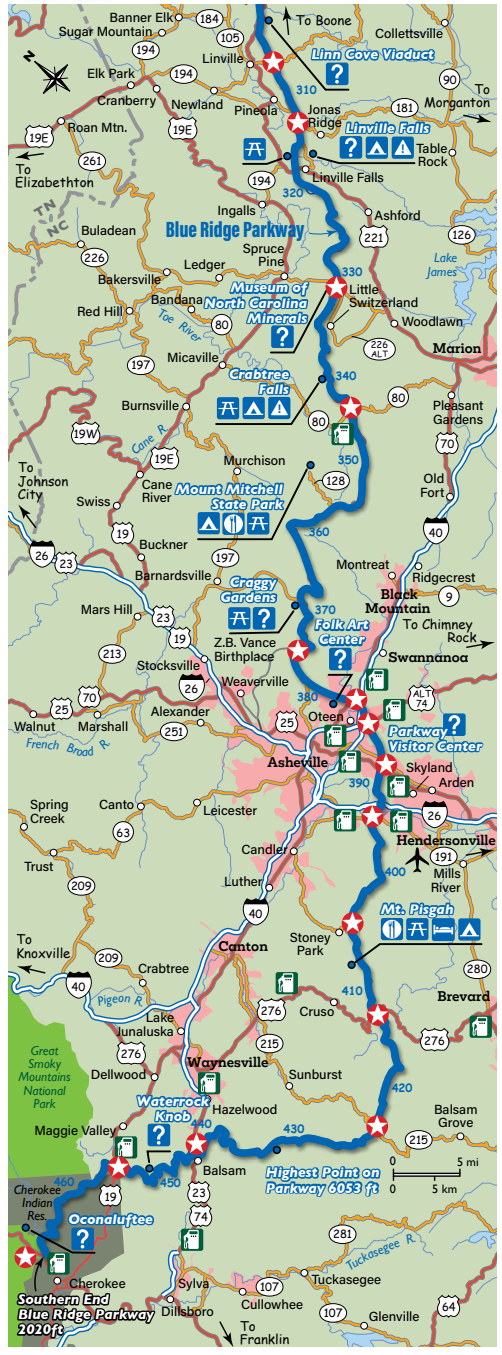 Banner Elk
184
To Boone
Sugar Mountain
105
Collettsville
194
Linville
Linn Cove Viaduct
?
N
Elk Park
194
310
90
Cranberry
Newland
To
Morganton
Pineola
Jonas
Ridge
181
19E
Roan Mtn.
19E
Linville Falls
?
Table
Rock
To
Elizabethton
261
Linville Falls
194
320
TN
NC
Ingalls
Ashford
Blue Ridge Parkway
221
126
Buladean
226
Spruce
Pine
Lake
James
Ledger
330
Bakersville
Museum of
North Carolina
Minerals
?
Little
Switzerland
Bandana
Red Hill
Toe River
80
Woodlawn
226
ALT
Marion
197
Micaville
340
Crabtree
Falls
80
80
Burnsville
Pleasant
Gardens
19W
Cane R.
19E
350
70
To
Johnson
City
Murchison
128
Cane
River
Mount Mitchell
State Park
Old
Fort
Swiss
19
360
40
26
23
Buckner
197
Montreat
Ridgecrest
Barnardsville
Craggy
Gardens
?
370
Black
Mountain
9
Mars Hill
23
Folk Art
Center
?
To Chimney
Rock
19
213
Z.B. Vance
Birthplace
Stocksville
Swannanoa
26
Weaverville
380
ALT
74
70
25
Alexander
25
Oteen
Walnut
Marshall
251
Parkway
Visitor Center
?
French Broad R.
Asheville
390
Skyland
Arden
Spring
Creek
Canto
Leicester
26
63
Hendersonville
Trust
Candler
191
400
Mills
River
209
Luther
40
Mt. Pisgah
To
Knoxville
Stoney
Park
Canton
209
Crabtree
280
40
410
Pigeon R.
276
Cruso
Brevard
Lake
Junaluska
276
215
276
Great
Smoky
Mountains
National
Park
Waynesville
Dellwood
420
Sunburst
Waterrock
Knob
?
Hazelwood
Maggie Valley
440
430
Balsam
Grove
215
Balsam
460
450
Highest Point on
Parkway 6053 ft
0
5 mi
0
5 km
Cherokee
Indian
Res.
19
23
74
Oconaluftee
?
281
Tuckasegee R.
Cherokee
Tuckasegee
Southern End
Blue Ridge Parkway
2020ft
Sylva
107
Cullowhee
64
Dillsboro
107
Glenville
To
Franklin